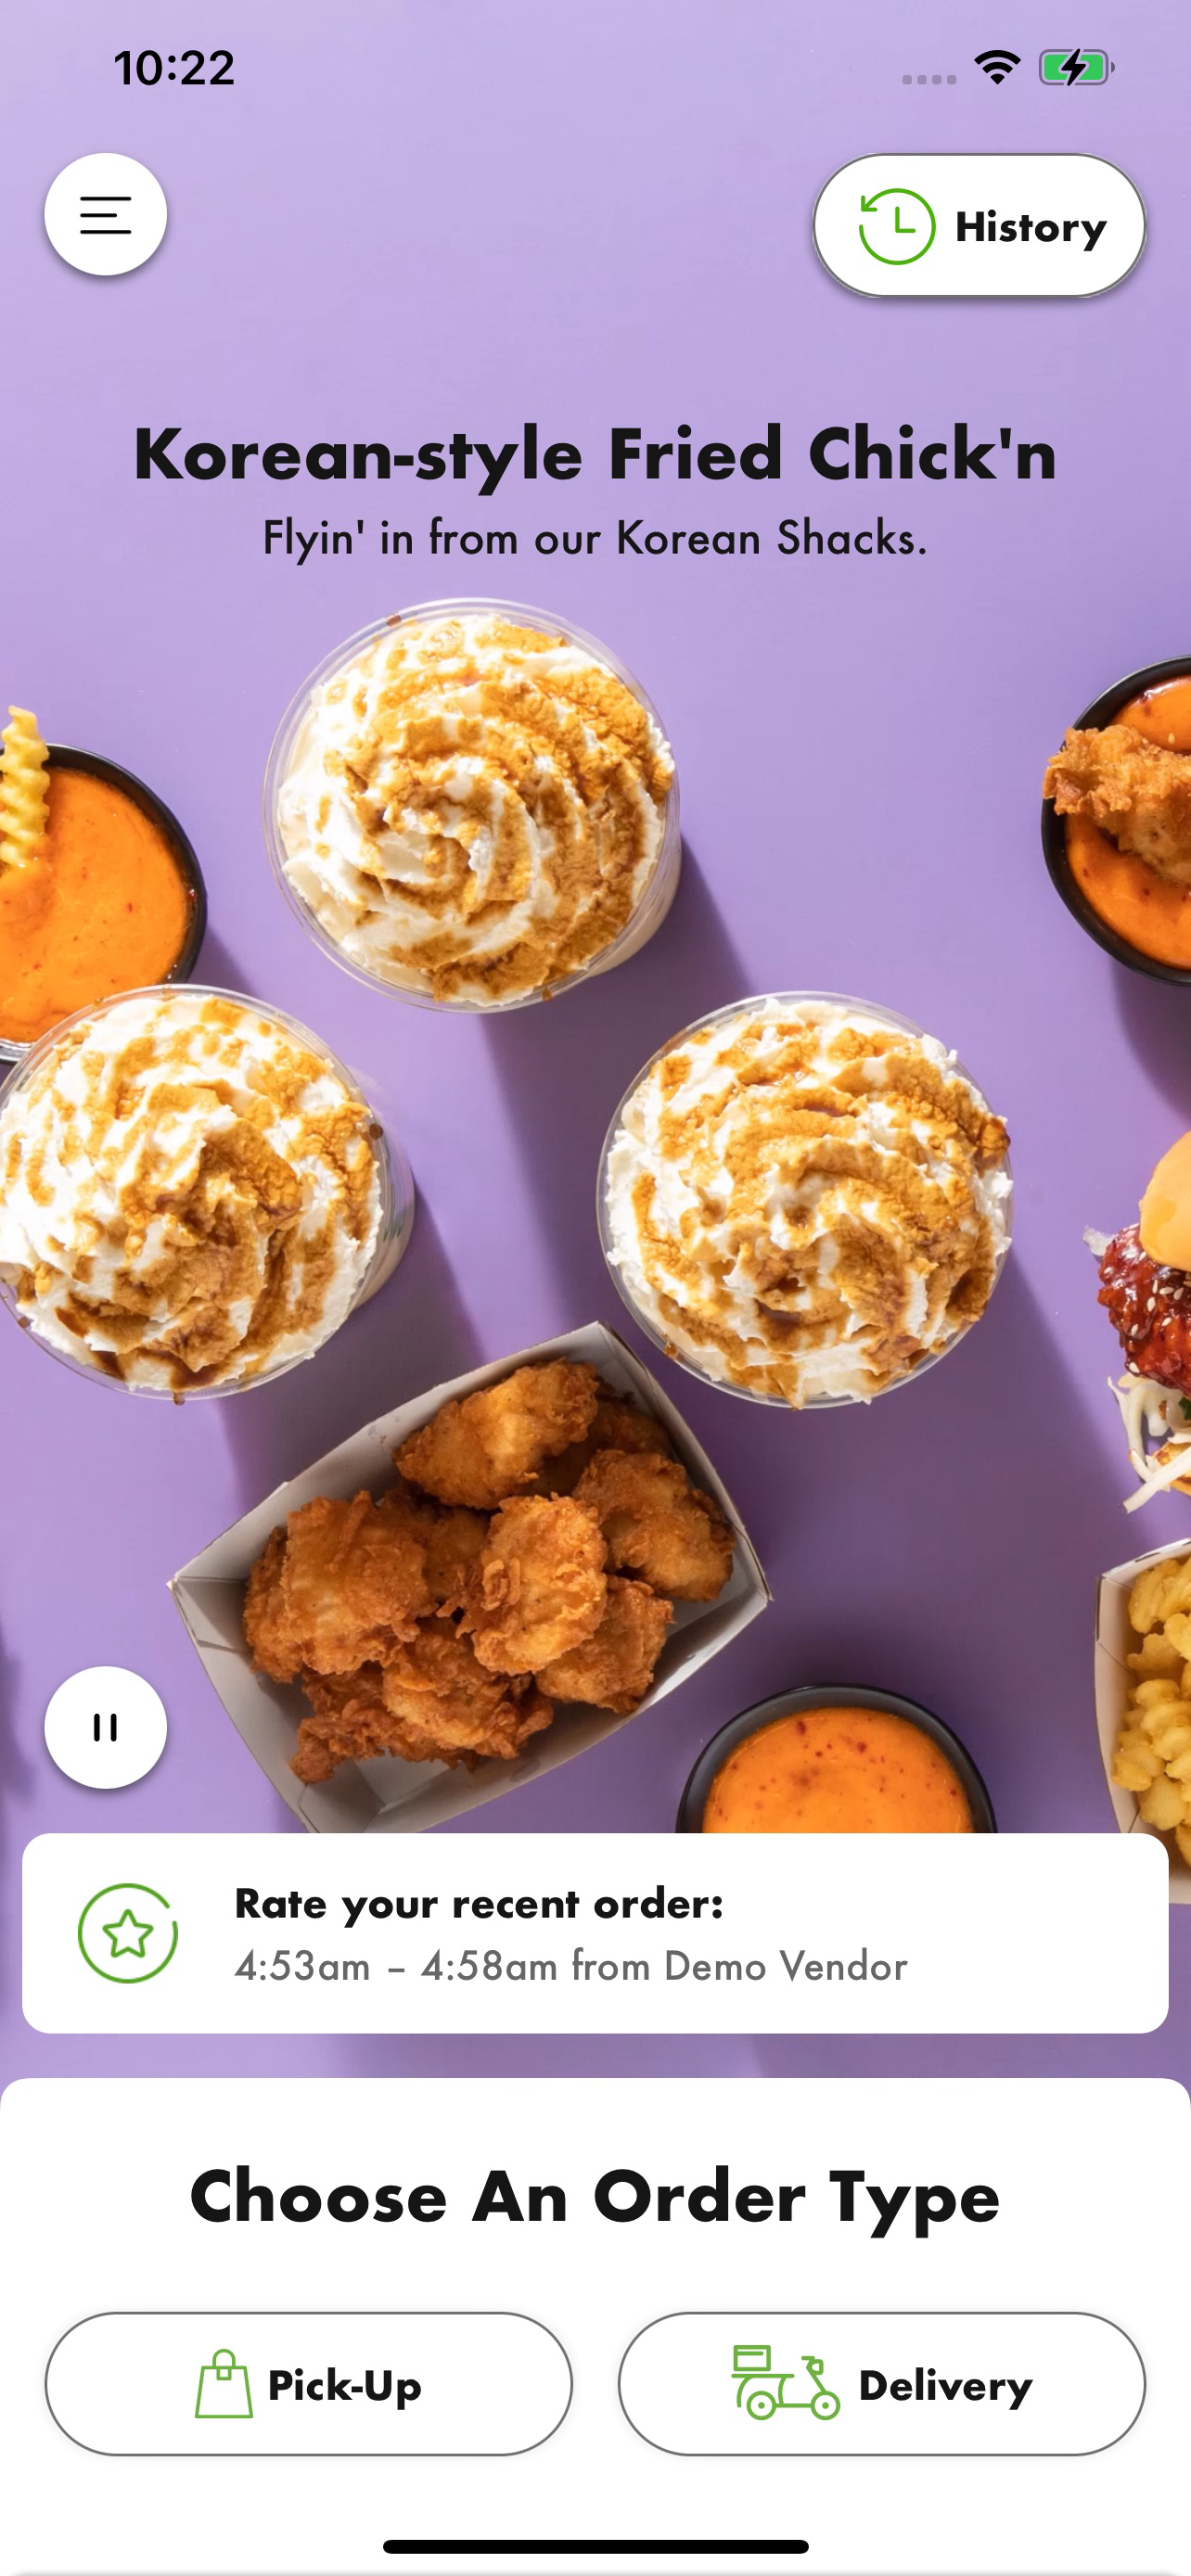 10:22
History
Korean-style Fried Chick'n
Flyin' in from our Korean Shacks.
Rate your recent order:
4:53am – 4:58am from Demo Vendor
Choose An Order Type
Pick-Up
Delivery